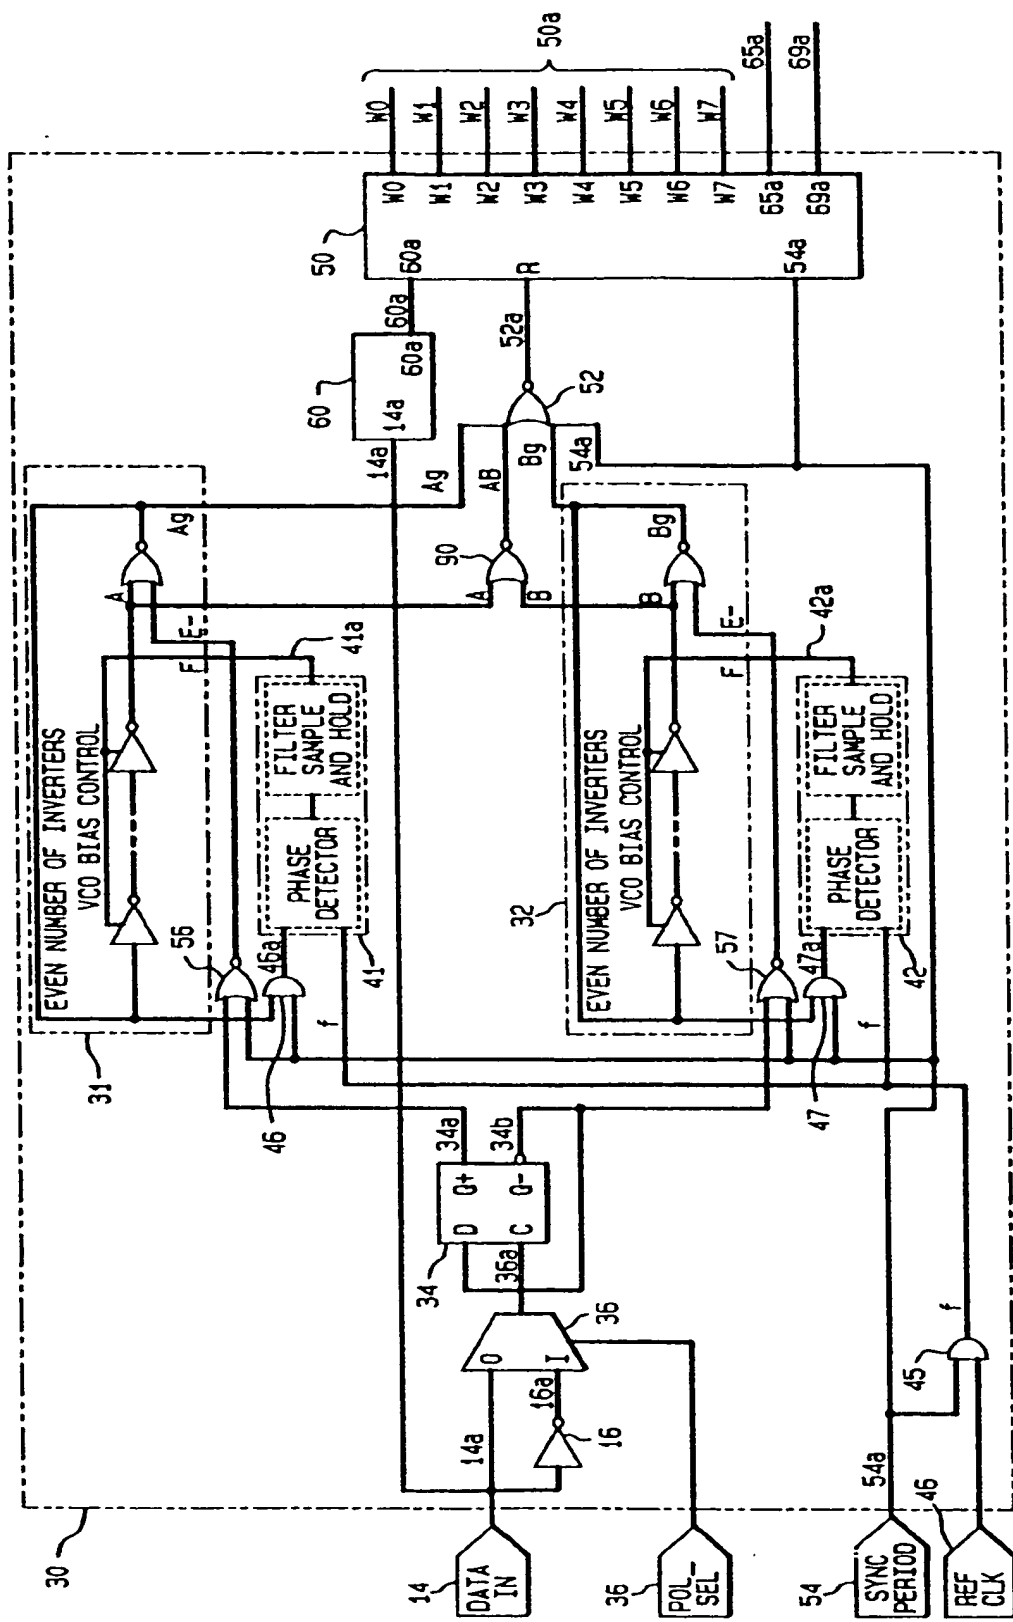 30
14
DATA
IN
36
POL_
SEL
54
SYNC
PERIOD
46
REF
CLK
14a
16a
16
O
I
36
36a
54a
45
f
34
D
Q+
C
Q-
34a
34b
31
EVEN NUMBER OF INVERTERS
VCO BIAS CONTROL
56
46
46a
f
41
PHASE
DETECTOR
FILTER
SAMPLE
AND HOLD
41a
F
E-
A
Ag
32
EVEN NUMBER OF INVERTERS
VCO BIAS CONTROL
57
47
47a
f
42
PHASE
DETECTOR
FILTER
SAMPLE
AND HOLD
42a
F
E-
B
Bg
A
B
90
Ag
AB
Bg
54a
52
52a
14a
60
14a
60a
60a
50
60a
R
54a
W0
W1
W2
W3
W4
W5
W6
W7
65a
69a
W0
W1
W2
W3
W4
W5
W6
W7
50a
65a
69a